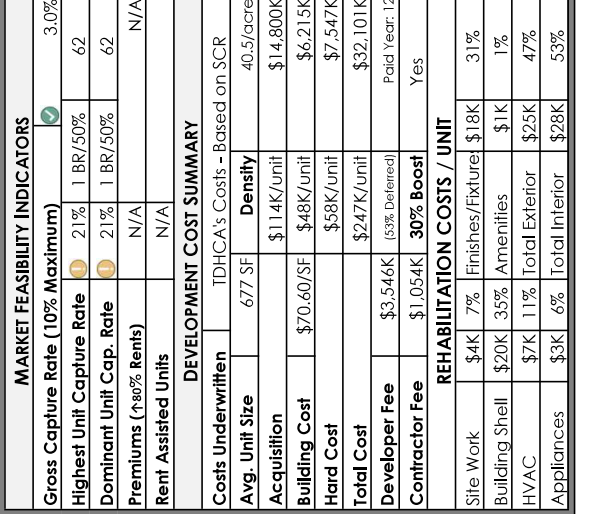 MARKET FEASIBILITY INDICATORS
Gross Capture Rate (10% Maximum) 3.0%
Highest Unit Capture Rate ! 21% 1 BR/50% 62
Dominant Unit Cap. Rate ! 21% 1 BR/50% 62
Premiums (↑80% Rents) N/A N/A
Rent Assisted Units N/A
DEVELOPMENT COST SUMMARY
Costs Underwritten TDHCA's Costs - Based on SCR
Avg. Unit Size 677 SF Density 40.5/acre
Acquisition $114K/unit $14,800K
Building Cost $70.60/SF $48K/unit $6,215K
Hard Cost $58K/unit $7,547K
Total Cost $247K/unit $32,101K
Developer Fee $3,546K (53% Deferred) Paid Year: 12
Contractor Fee $1,054K 30% Boost Yes
REHABILITATION COSTS / UNIT
Site Work $4K 7% Finishes/Fixtures $18K 31%
Building Shell $20K 35% Amenities $1K 1%
HVAC $7K 11% Total Exterior $25K 47%
Appliances $3K 6% Total Interior $28K 53%